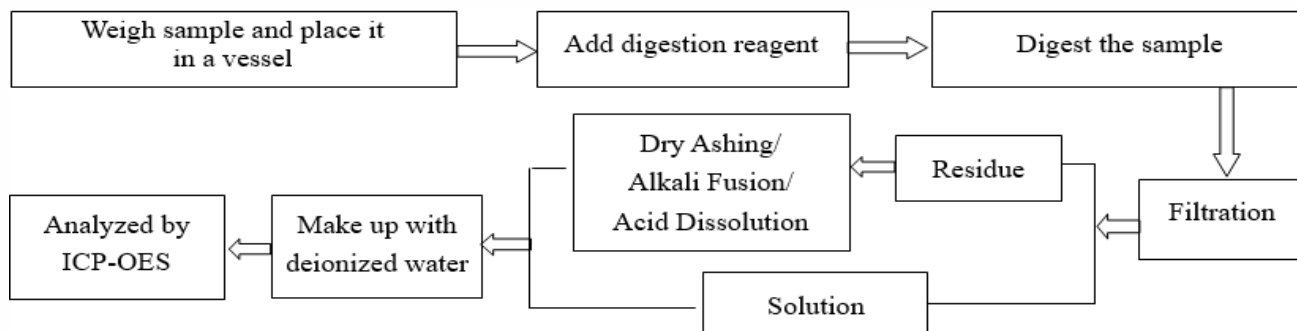 Weigh sample and place it
in a vessel
Add digestion reagent
Digest the sample
Filtration
Residue
Dry Ashing/
Alkali Fusion/
Acid Dissolution
Solution
Make up with
deionized water
Analyzed by
ICP-OES